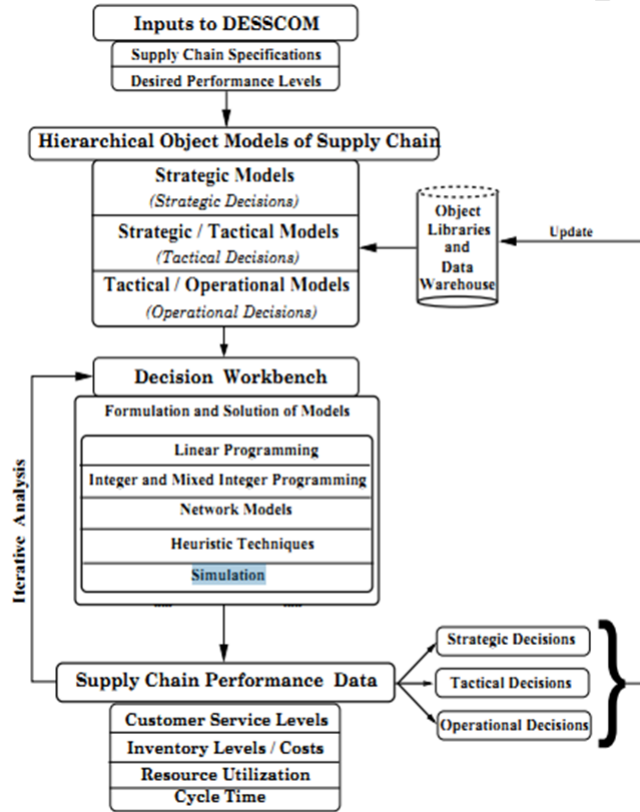 Inputs to DESSCOM
Supply Chain Specifications
Desired Performance Levels
Hierarchical Object Models of Supply Chain
Strategic Models
(Strategic Decisions)
Strategic / Tactical Models
(Tactical Decisions)
Tactical / Operational Models
(Operational Decisions)
Object
Libraries
and
Data
Warehouse
Update
Decision Workbench
Formulation and Solution of Models
Linear Programming
Integer and Mixed Integer Programming
Network Models
Heuristic Techniques
Simulation
Iterative Analysis
Supply Chain Performance Data
Customer Service Levels
Inventory Levels / Costs
Resource Utilization
Cycle Time
Strategic Decisions
Tactical Decisions
Operational Decisions